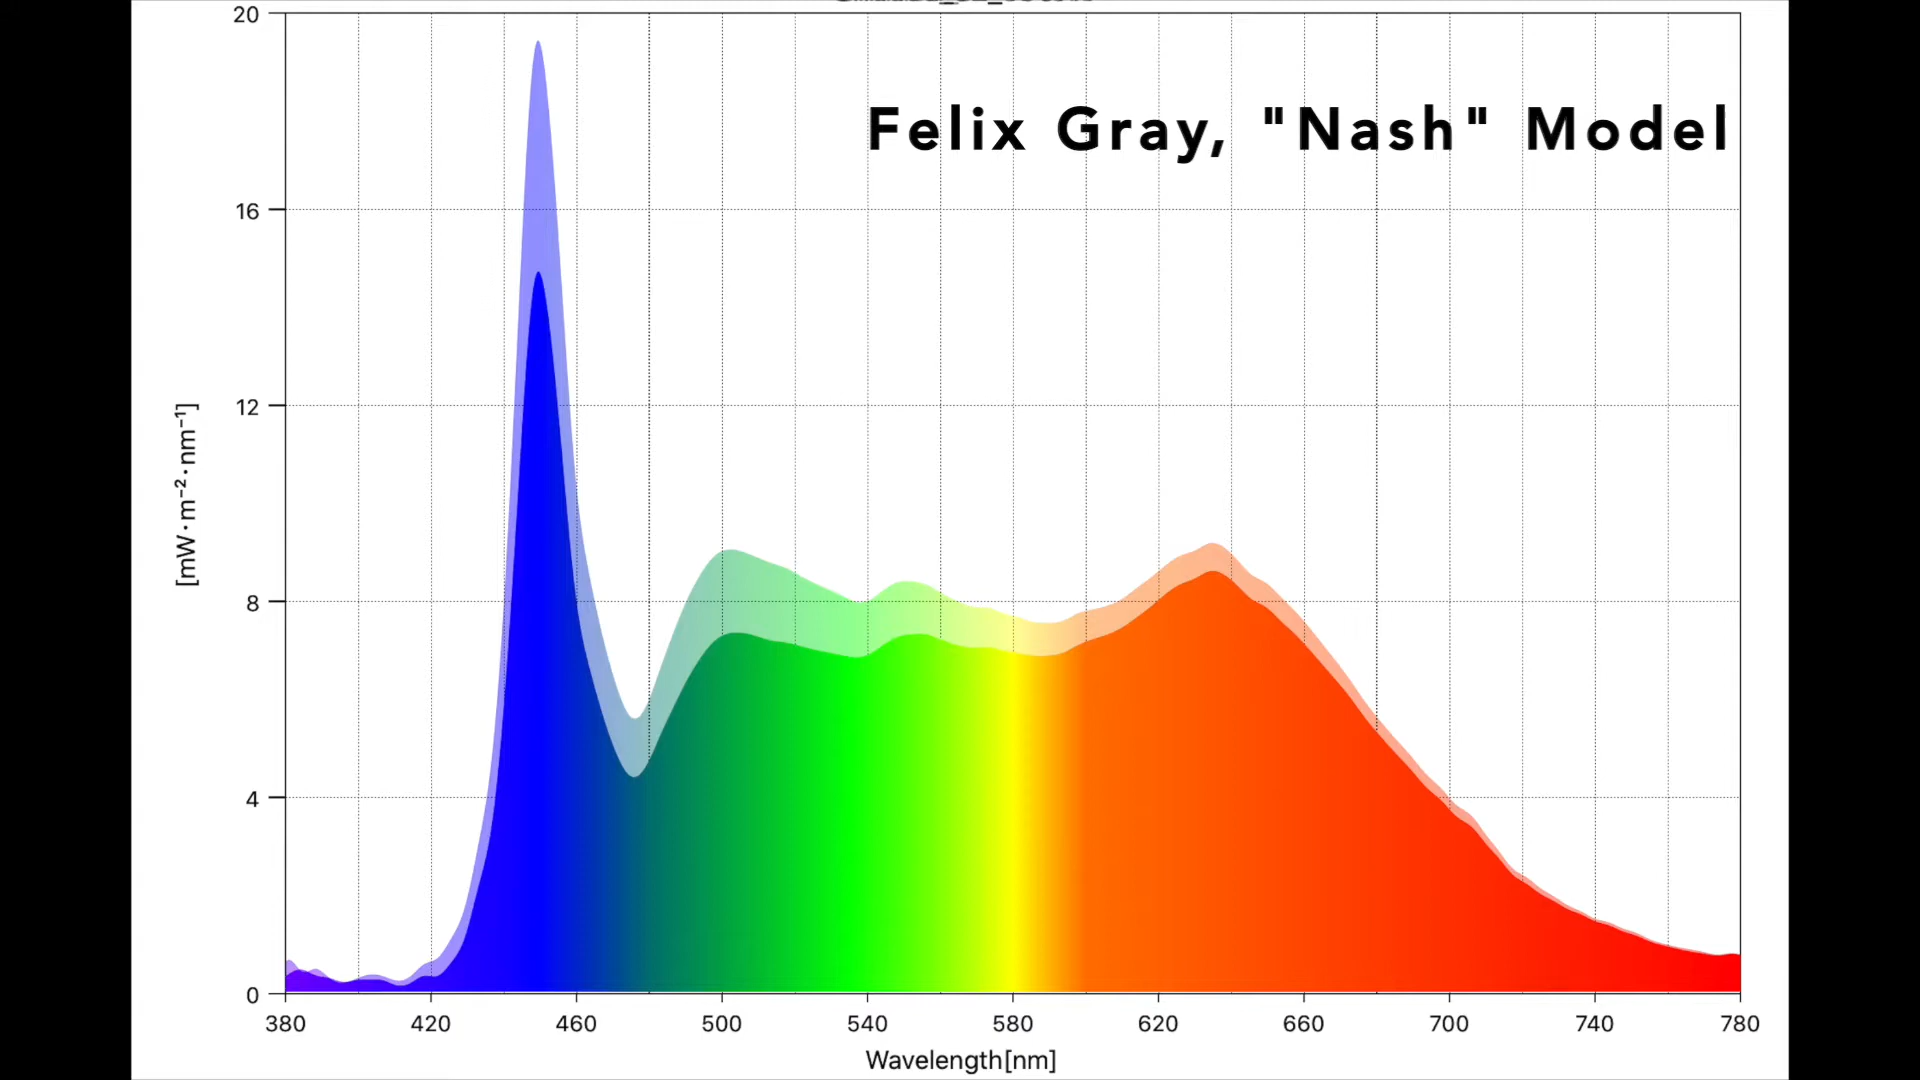 Felix Gray, "Nash" Model
20
16
12
8
4
0
[mW·m⁻²·nm⁻¹]
380 420 460 500 540 580 620 660 700 740 780
Wavelength[nm]